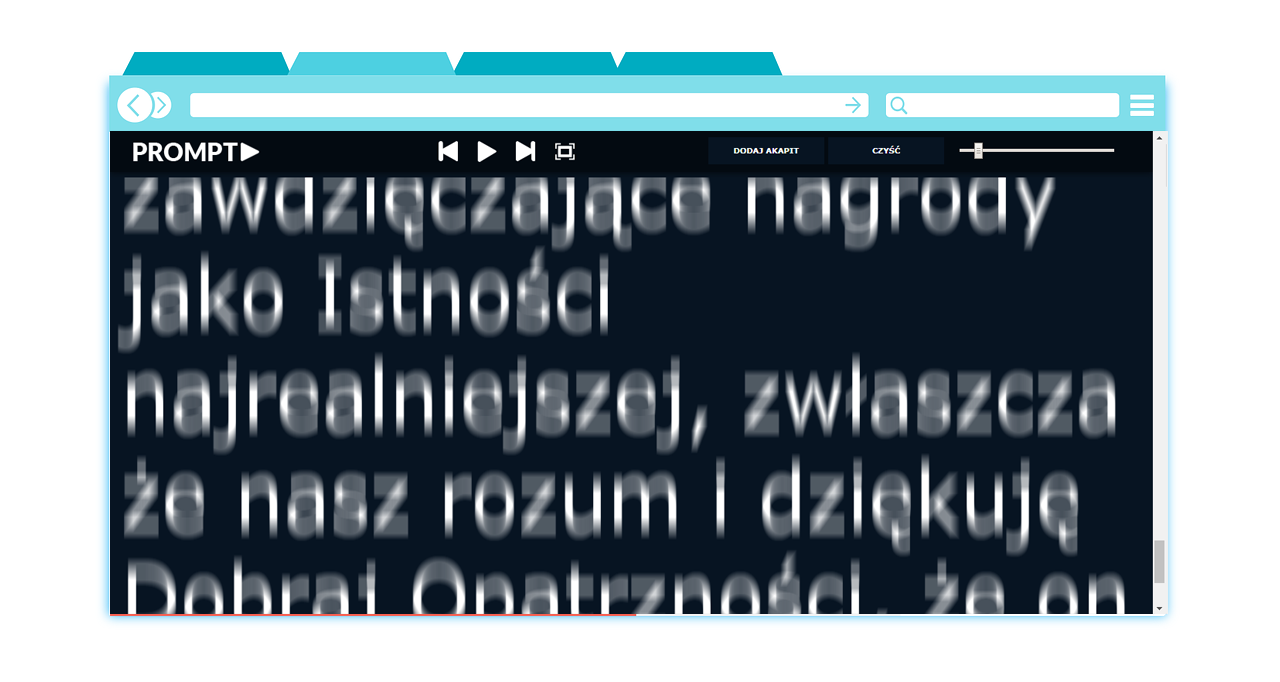 PROMPT
DODAJ AKAPIT
CZYŚĆ
zawdzięczające nagrody
jako Istności
najrealniejszej, zwłaszcza
że nasz rozum i dziękuję
Dobrej Opatrzności, że on